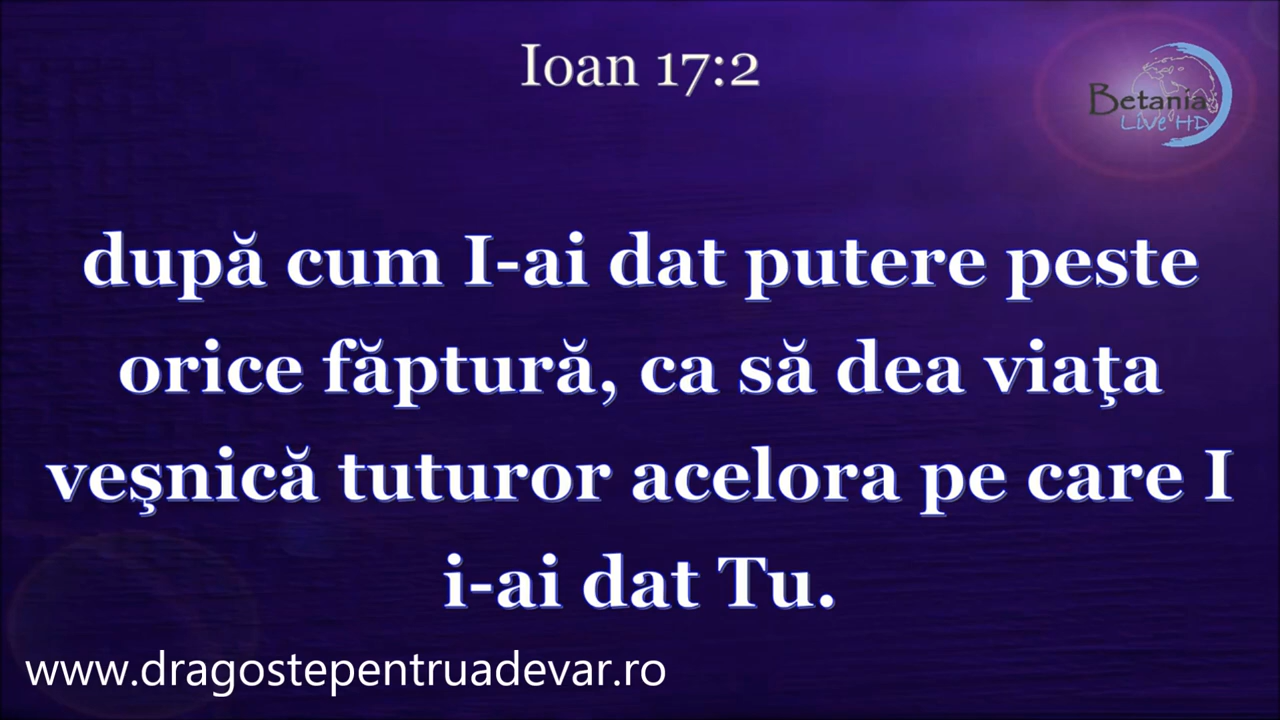 Ioan 17:2
Betania
Live HD
după cum I-ai dat putere peste
orice făptură, ca să dea viaţa
veşnică tuturor acelora pe care I
i-ai dat Tu.
www.dragostepentruadevar.ro